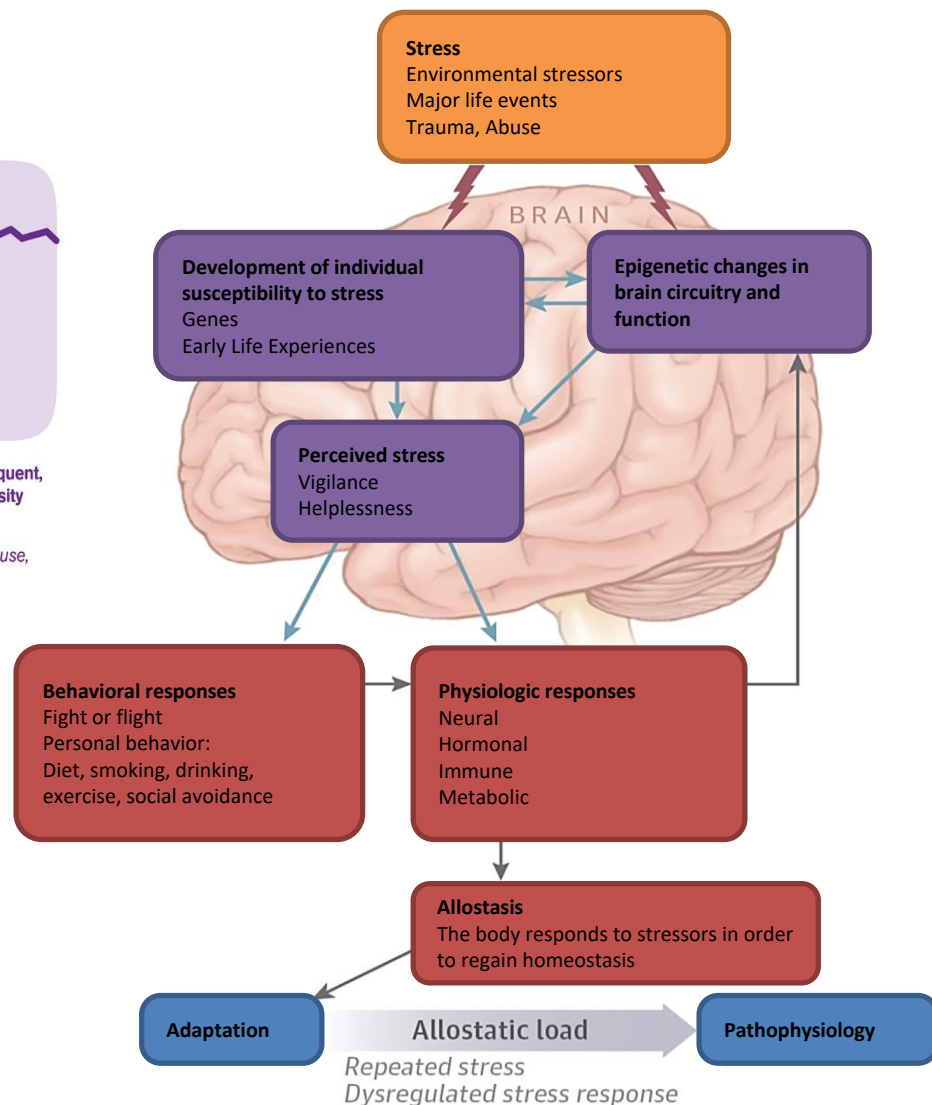 Stress
Environmental stressors
Major life events
Trauma, Abuse
BRAIN
Development of individual
susceptibility to stress
Genes
Early Life Experiences
Epigenetic changes in
brain circuitry and
function
Perceived stress
Vigilance
Helplessness
Behavioral responses
Fight or flight
Personal behavior:
Diet, smoking, drinking,
exercise, social avoidance
Physiologic responses
Neural
Hormonal
Immune
Metabolic
Allostasis
The body responds to stressors in order
to regain homeostasis
Adaptation
Allostatic load
Pathophysiology
Repeated stress
Dysregulated stress response